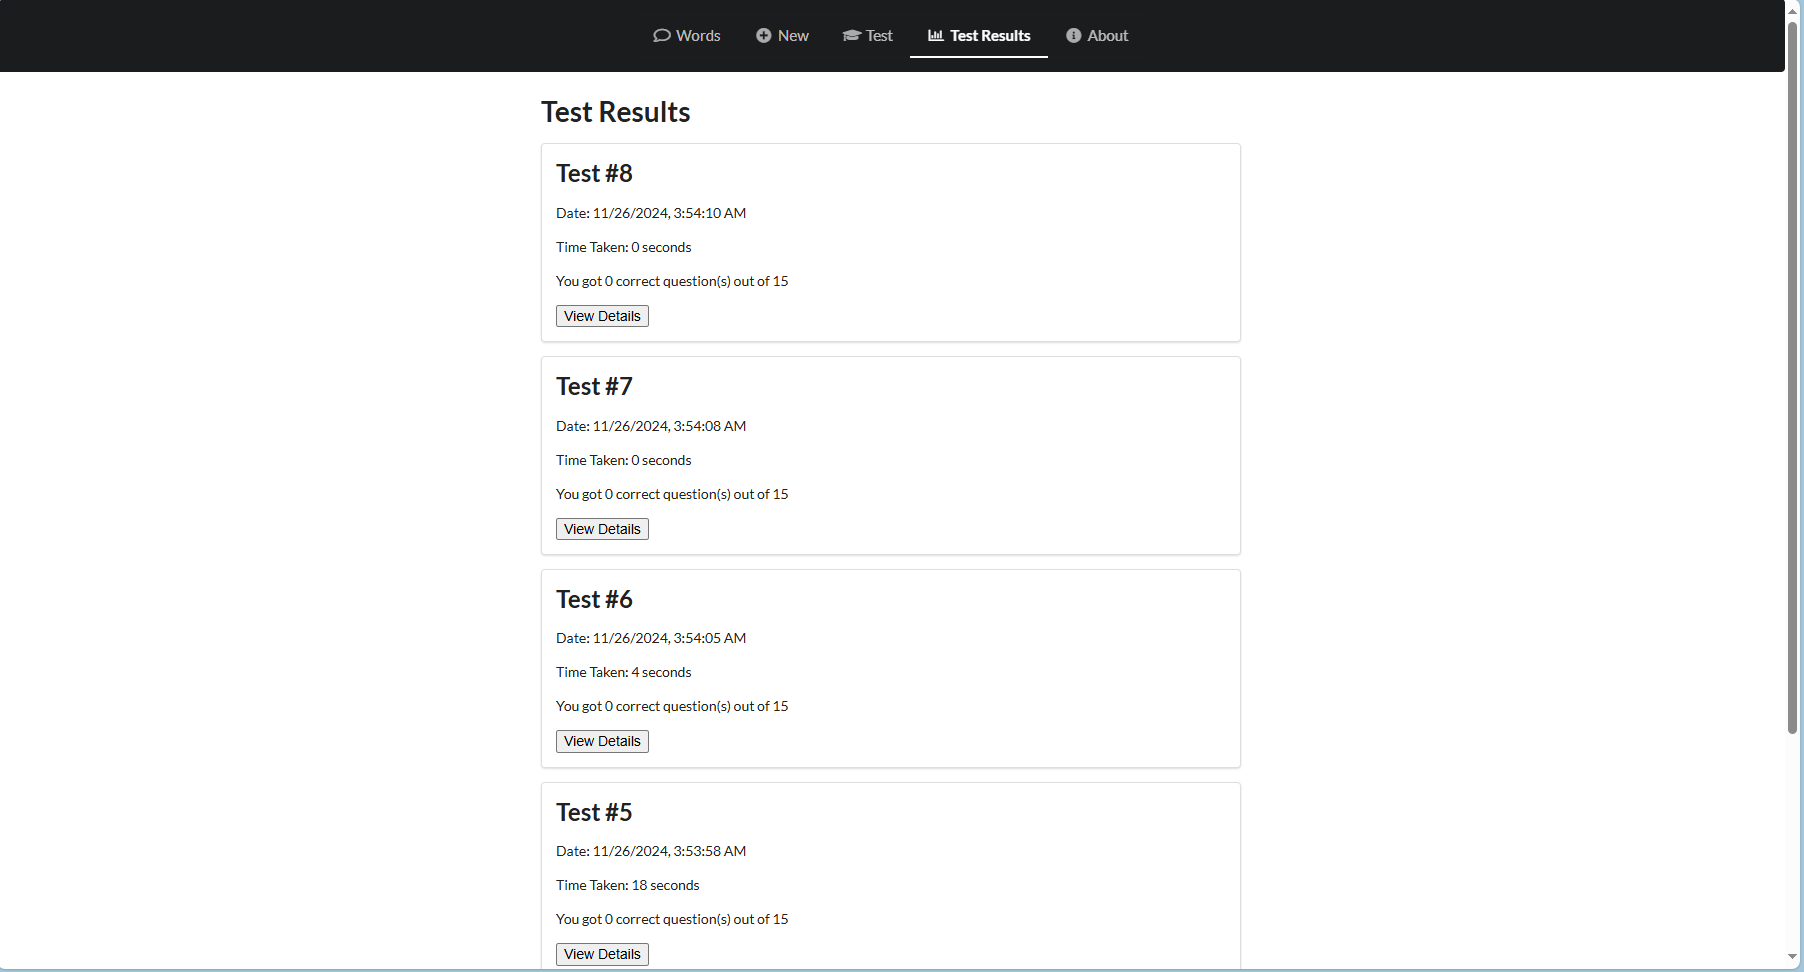 Words New Test Test Results About
Test Results
Test #8
Date: 11/26/2024, 3:54:10 AM
Time Taken: 0 seconds
You got 0 correct question(s) out of 15
View Details
Test #7
Date: 11/26/2024, 3:54:08 AM
Time Taken: 0 seconds
You got 0 correct question(s) out of 15
View Details
Test #6
Date: 11/26/2024, 3:54:05 AM
Time Taken: 4 seconds
You got 0 correct question(s) out of 15
View Details
Test #5
Date: 11/26/2024, 3:53:58 AM
Time Taken: 18 seconds
You got 0 correct question(s) out of 15
View Details